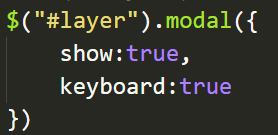 $("#layer").modal({
    show:true,
    keyboard:true
})